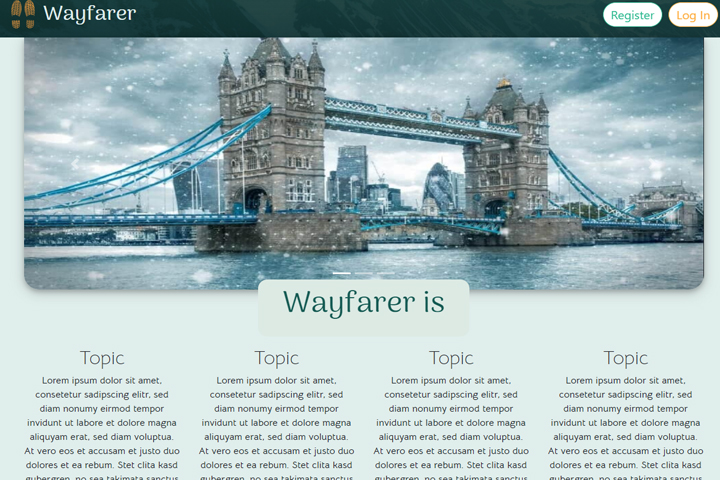 Wayfarer
Register
Log In
Wayfarer is
Topic
Lorem ipsum dolor sit amet,
consetetur sadipscing elitr, sed
diam nonumy eirmod tempor
invidunt ut labore et dolore magna
aliquyam erat, sed diam voluptua.
At vero eos et accusam et justo duo
dolores et ea rebum. Stet clita kasd
gubergren, no sea takimata sanctus
Topic
Lorem ipsum dolor sit amet,
consetetur sadipscing elitr, sed
diam nonumy eirmod tempor
invidunt ut labore et dolore magna
aliquyam erat, sed diam voluptua.
At vero eos et accusam et justo duo
dolores et ea rebum. Stet clita kasd
gubergren, no sea takimata sanctus
Topic
Lorem ipsum dolor sit amet,
consetetur sadipscing elitr, sed
diam nonumy eirmod tempor
invidunt ut labore et dolore magna
aliquyam erat, sed diam voluptua.
At vero eos et accusam et justo duo
dolores et ea rebum. Stet clita kasd
gubergren, no sea takimata sanctus
Topic
Lorem ipsum dolor sit amet,
consetetur sadipscing elitr, sed
diam nonumy eirmod tempor
invidunt ut labore et dolore magna
aliquyam erat, sed diam voluptua.
At vero eos et accusam et justo duo
dolores et ea rebum. Stet clita kasd
gubergren, no sea takimata sanctus